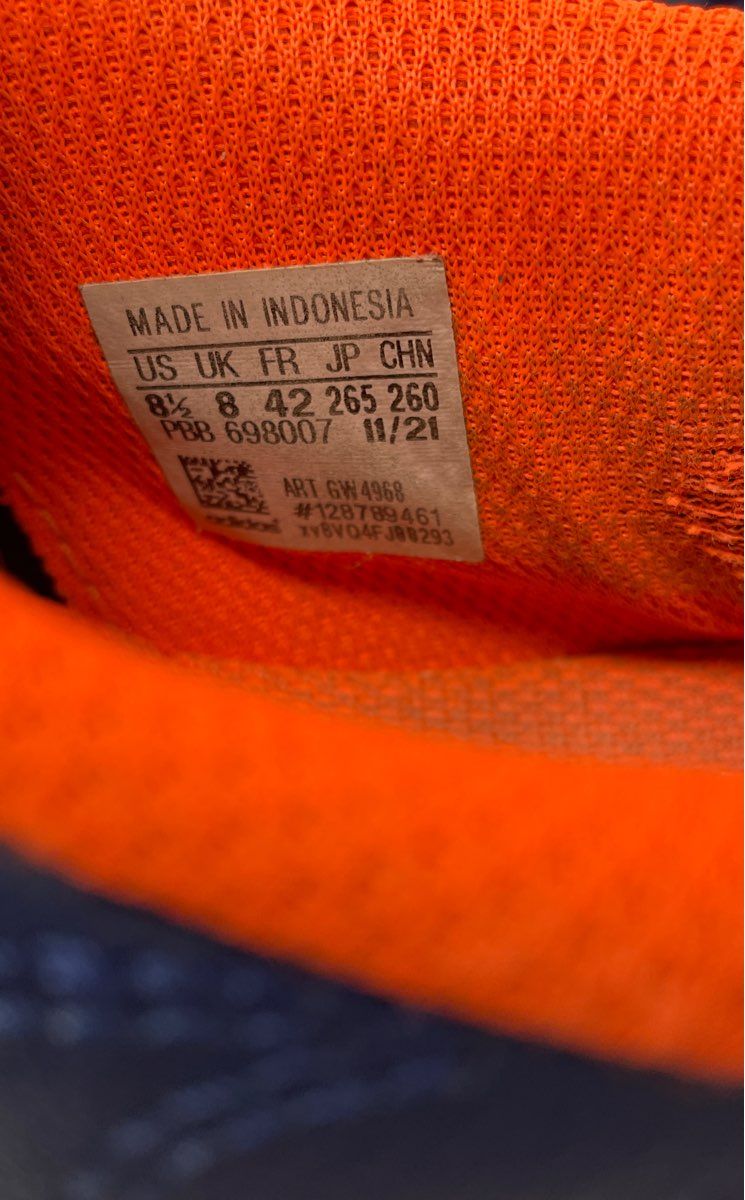 MADE IN INDONESIA
US UK FR JP CHN
8½ 8 42 265 260
PBB 698007 11/21
ART GW4968
#128789461
adidas